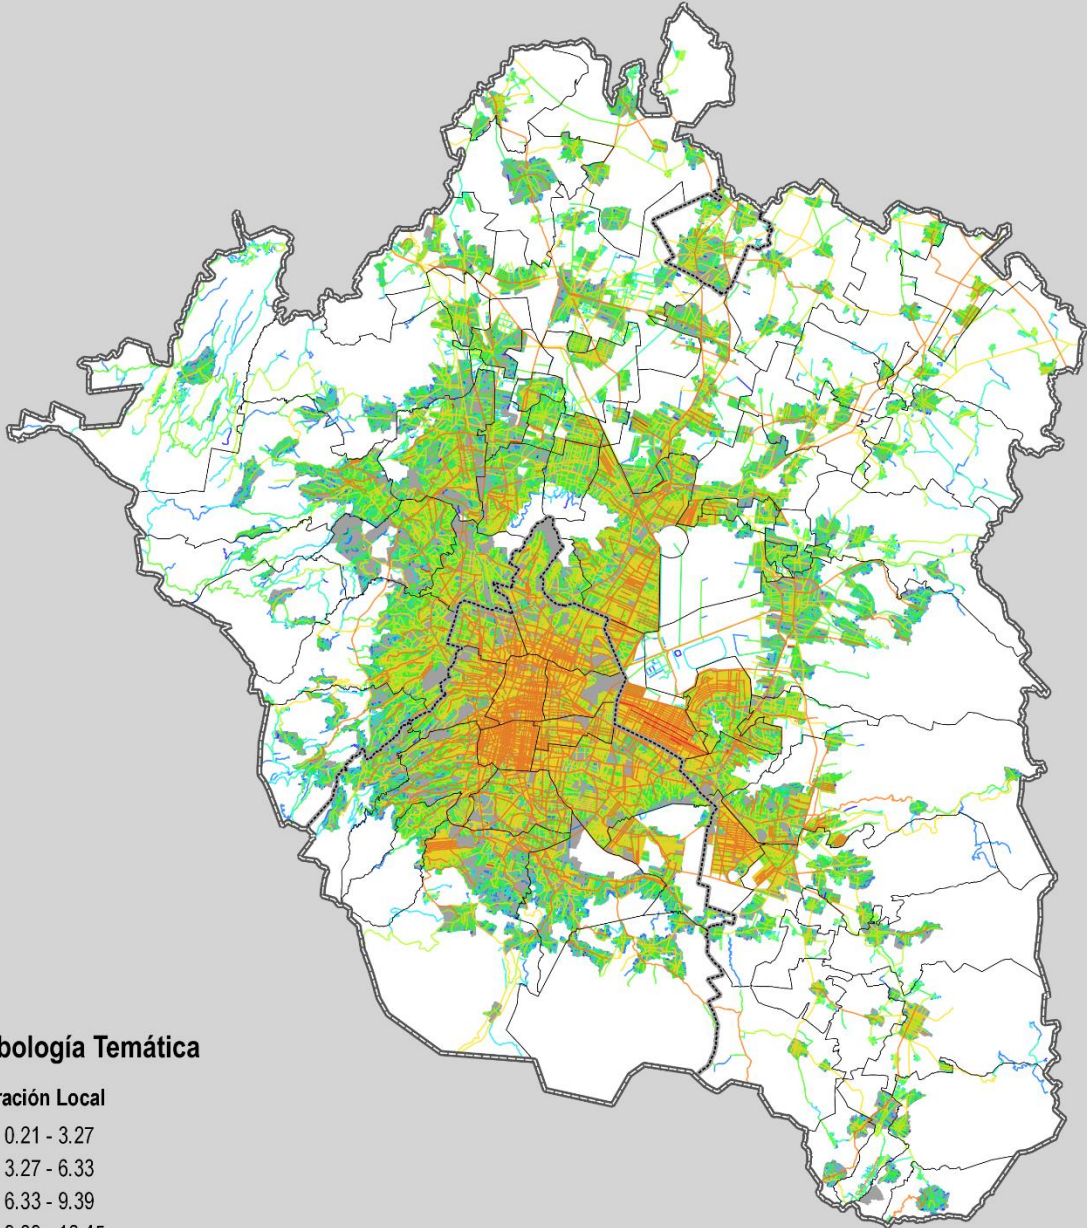 bología Temática
ración Local
0.21 - 3.27
3.27 - 6.33
6.33 - 9.39